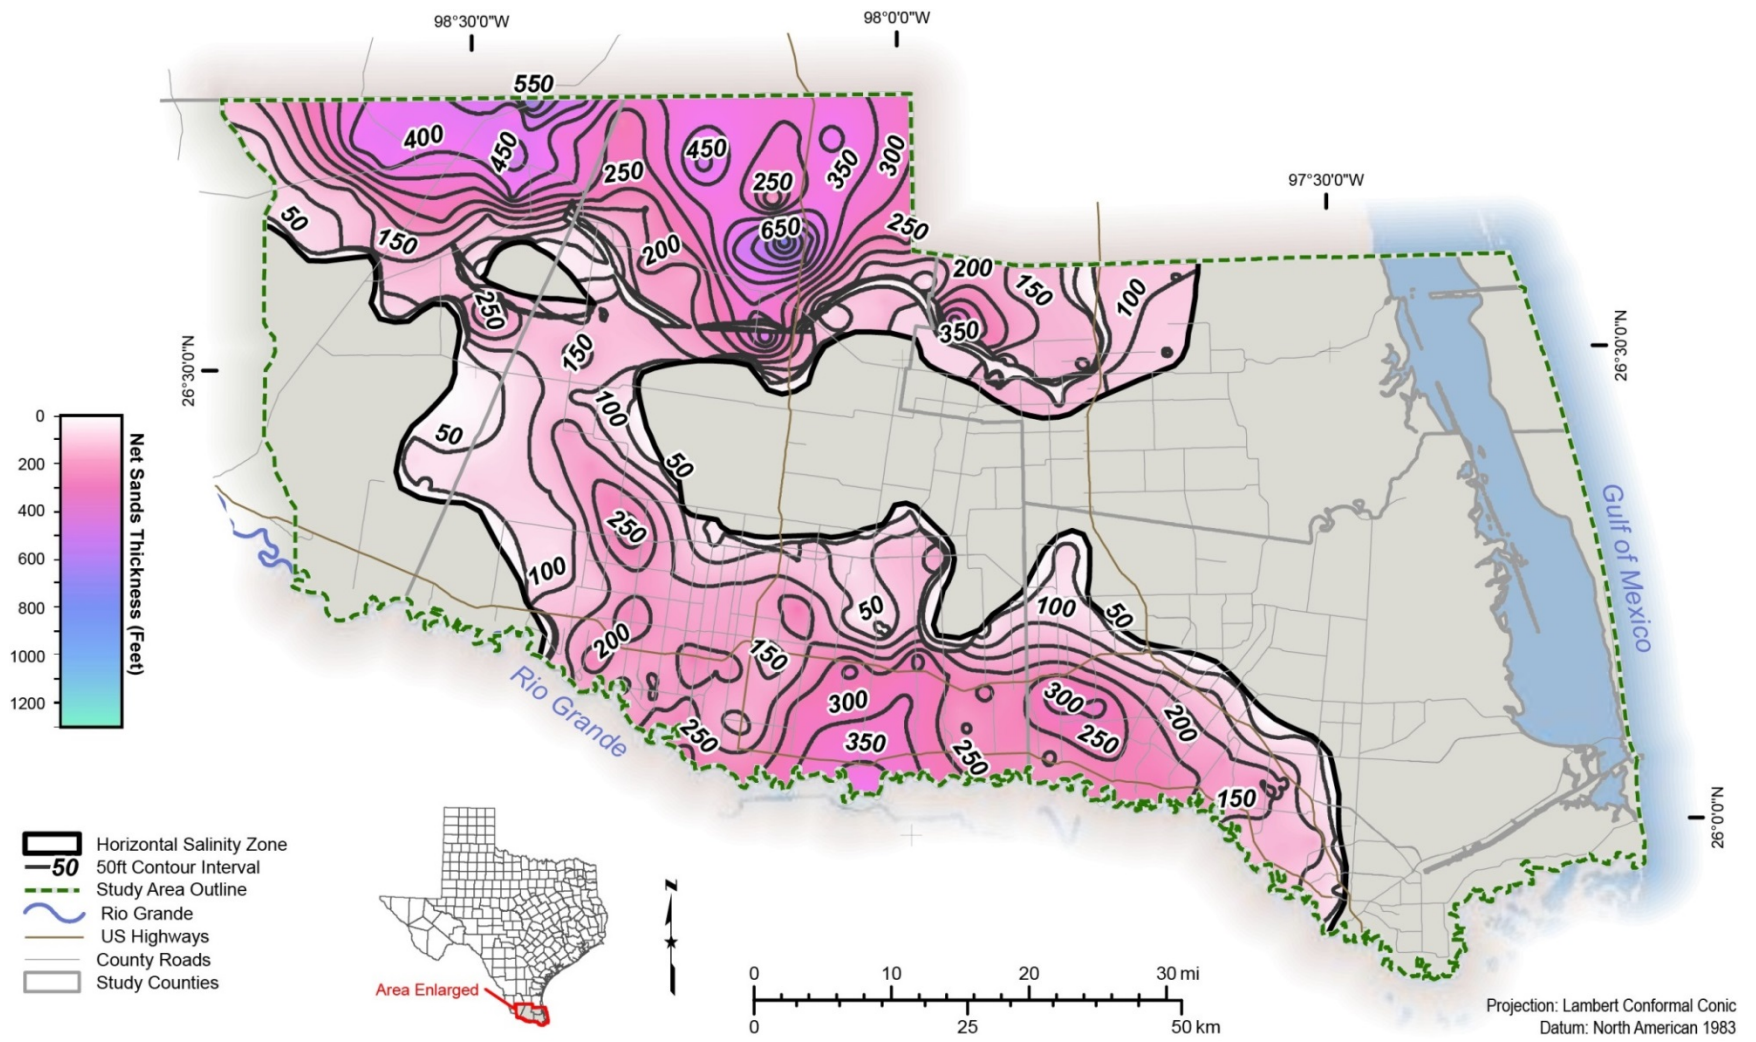 98°30'0"W
98°0'0"W
550
400
450
450
250
250
350
300
97°30'0"W
50
150
200
650
250
200
150
100
250
350
150
26°30'0"N
26°30'0"N
100
50
50
0
200
400
600
800
1000
1200
Net Sands Thickness (Feet)
250
100
50
100
50
200
150
300
300
200
250
350
250
250
150
Rio Grande
Gulf of Mexico
26°0'0"N
Horizontal Salinity Zone
50 50ft Contour Interval
Study Area Outline
Rio Grande
US Highways
County Roads
Study Counties
Area Enlarged
N
0 10 20 30 mi
0 25 50 km
Projection: Lambert Conformal Conic
Datum: North American 1983